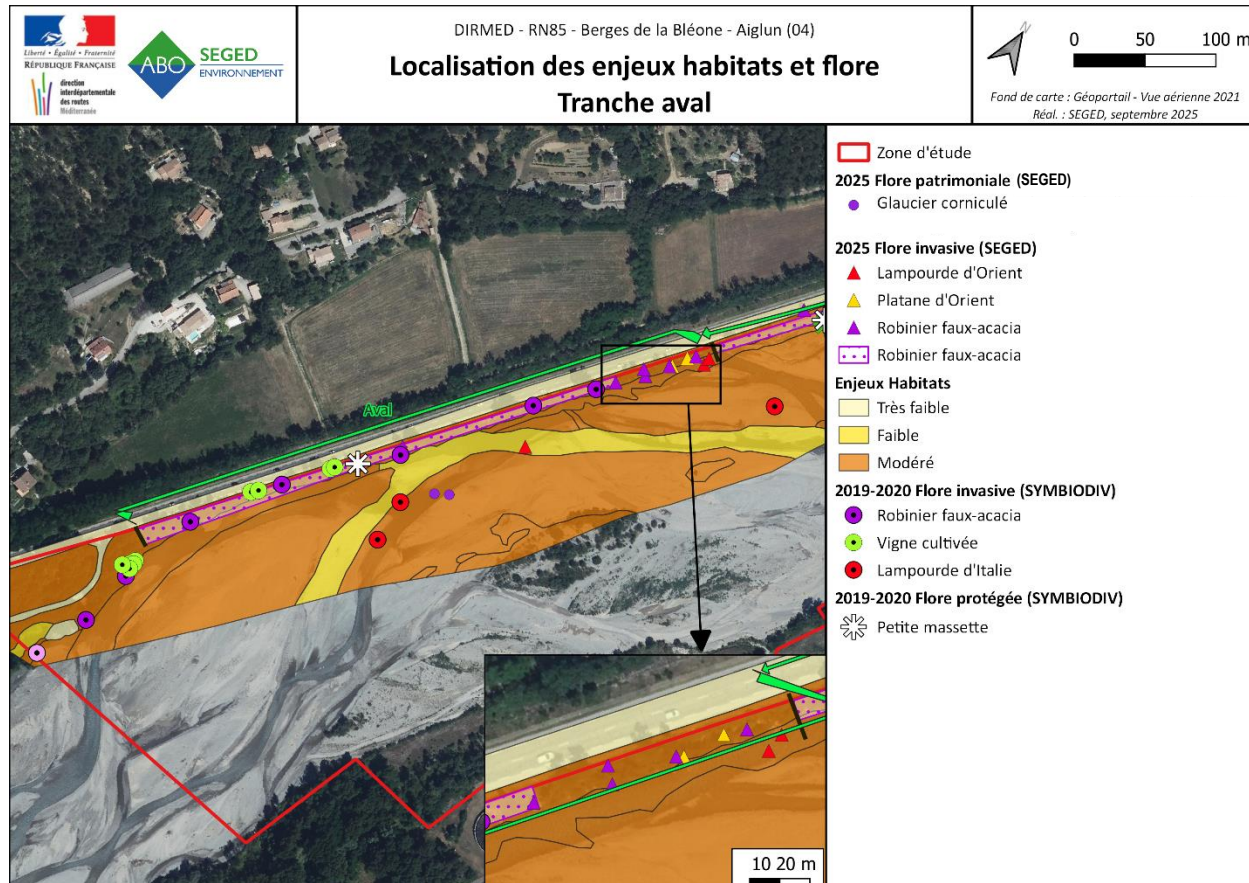 Liberté • Égalité • Fraternité
RÉPUBLIQUE FRANÇAISE
direction
interdépartementale
des routes
Méditerranée
ABO
SEGED
ENVIRONNEMENT
DIRMED - RN85 - Berges de la Bléone - Aiglun (04)
Localisation des enjeux habitats et flore
Tranche aval
N
0 50 100 m
Fond de carte : Géoportail - Vue aérienne 2021
Réal. : SEGED, septembre 2025
Aval
10 20 m
Zone d'étude
2025 Flore patrimoniale (SEGED)
Glaucier corniculé
2025 Flore invasive (SEGED)
Lampourde d'Orient
Platane d'Orient
Robinier faux-acacia
Robinier faux-acacia
Enjeux Habitats
Très faible
Faible
Modéré
2019-2020 Flore invasive (SYMBIODIV)
Robinier faux-acacia
Vigne cultivée
Lampourde d'Italie
2019-2020 Flore protégée (SYMBIODIV)
Petite massette